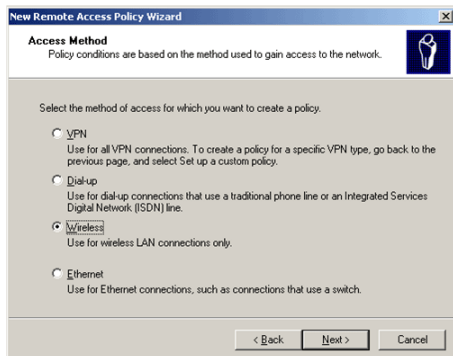 New Remote Access Policy Wizard
Access Method
Policy conditions are based on the method used to gain access to the network.
Select the method of access for which you want to create a policy.
VPN
Use for all VPN connections. To create a policy for a specific VPN type, go back to the
previous page, and select Set up a custom policy.
Dial-up
Use for dial-up connections that use a traditional phone line or an Integrated Services
Digital Network (ISDN) line.
Wireless
Use for wireless LAN connections only.
Ethernet
Use for Ethernet connections, such as connections that use a switch.
< Back
Next >
Cancel